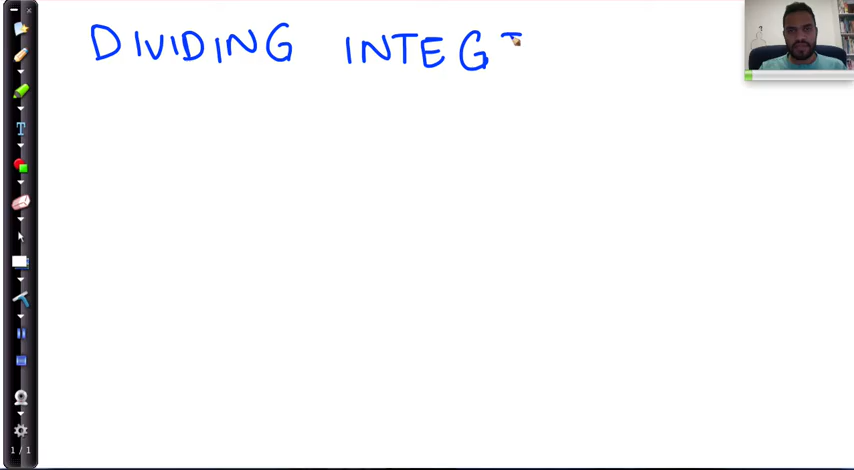 DIVIDING INTEG
T
1 / 1